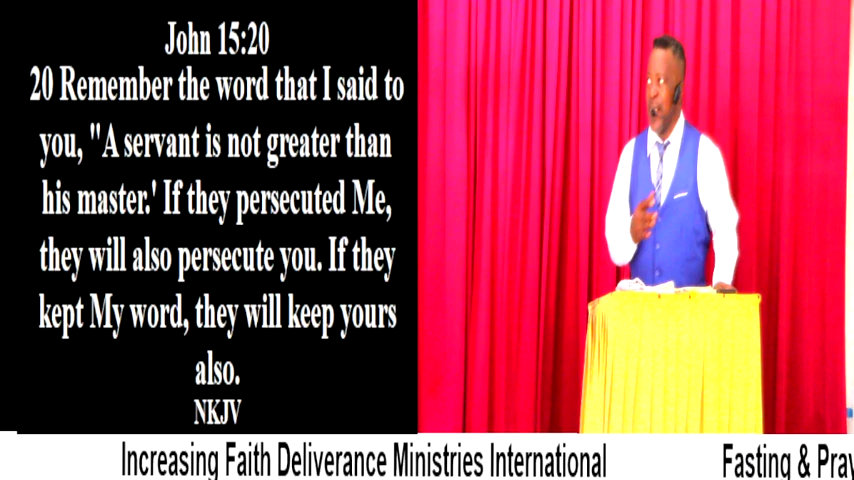 John 15:20
20 Remember the word that I said to
you, "A servant is not greater than
his master.' If they persecuted Me,
they will also persecute you. If they
kept My word, they will keep yours
also.
NKJV
Increasing Faith Deliverance Ministries International Fasting & Pray